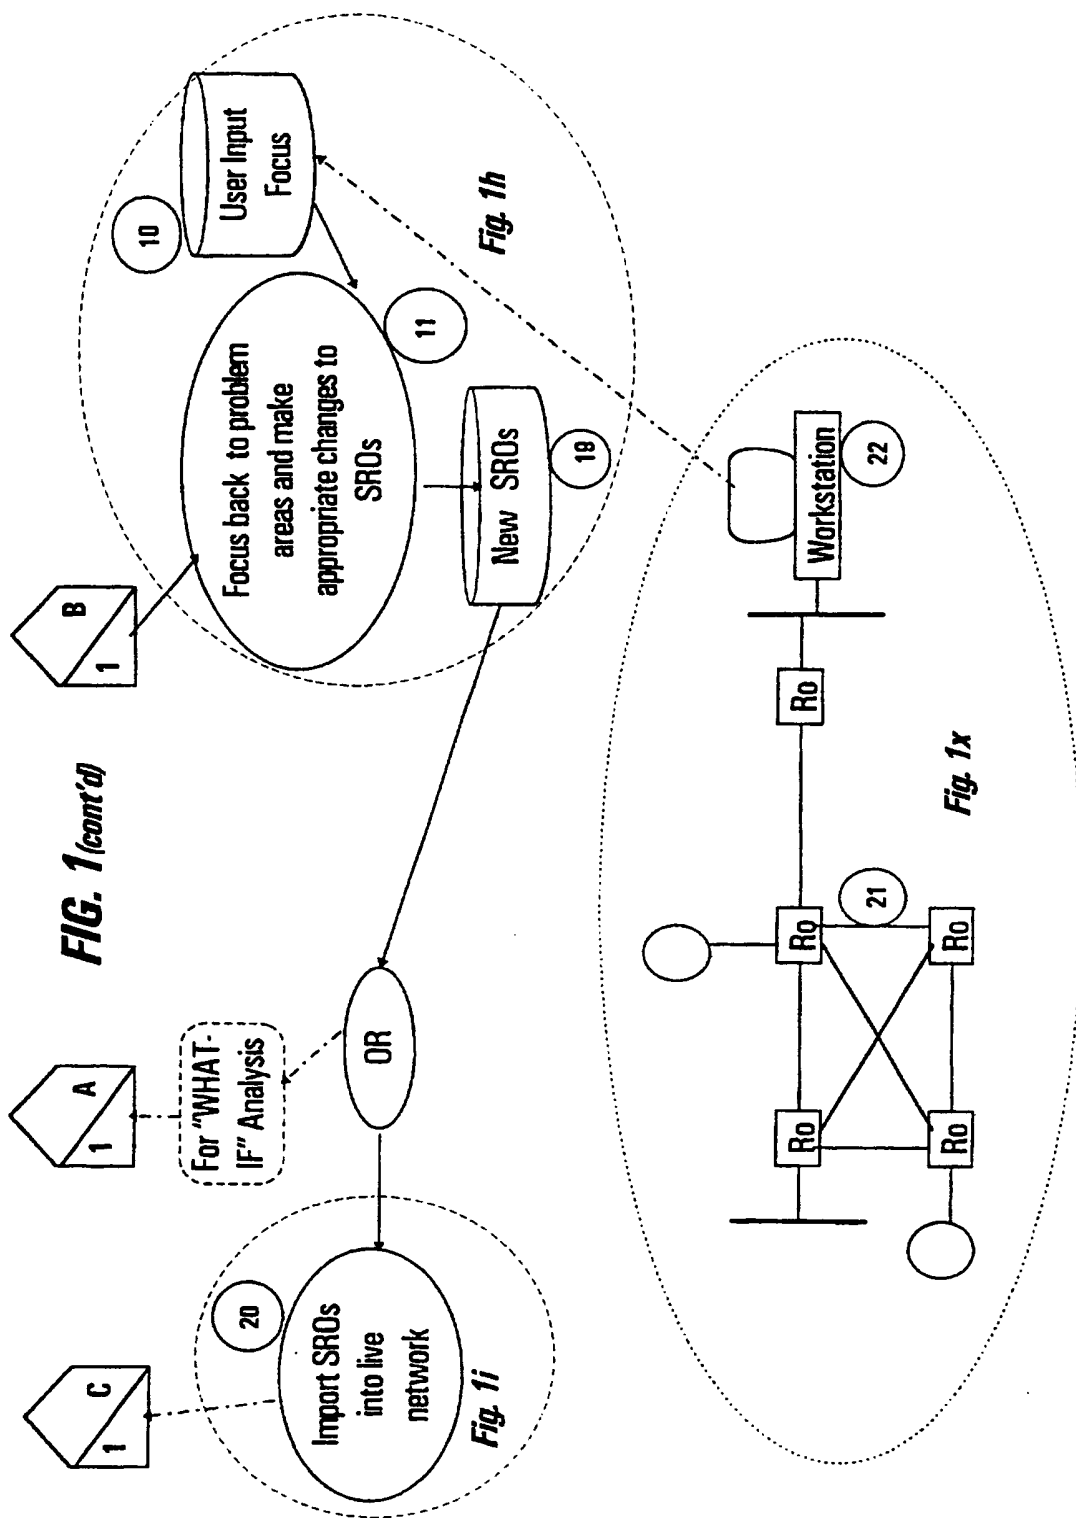 FIG. 1 (cont'd)
1
C
1
A
1
B
20
Import SROs
into live
network
Fig. 1i
For "WHAT-
IF" Analysis
OR
10
User Input
Focus
Focus back to problem
areas and make
appropriate changes to
SROs
11
New SROs
18
Fig. 1h
Ro
Ro
Ro
Ro
Ro
21
Workstation
22
Fig. 1x